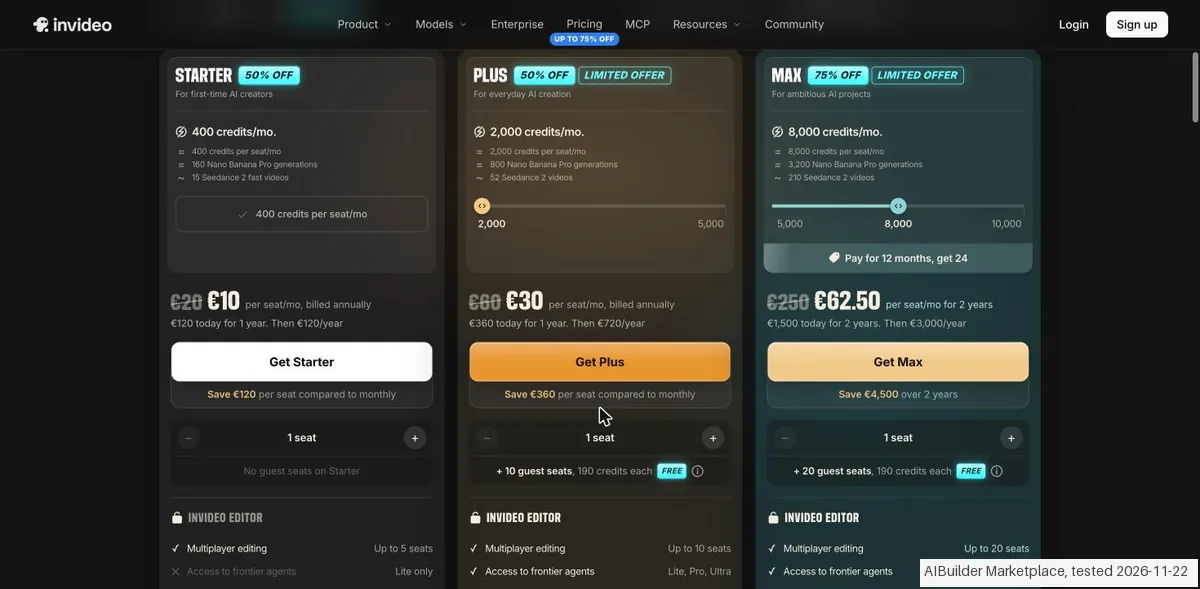 invideo
Product Models Enterprise Pricing MCP Resources Community Login Sign up
UP TO 75% OFF
STARTER 50% OFF
For first-time AI creators
400 credits/mo.
= 400 credits per seat/mo
= 160 Nano Banana Pro generations
~ 15 Seedance 2 fast videos
✓ 400 credits per seat/mo
€20 €10 per seat/mo, billed annually
€120 today for 1 year. Then €120/year
Get Starter
Save €120 per seat compared to monthly
− 1 seat +
No guest seats on Starter
INVIDEO EDITOR
✓ Multiplayer editing Up to 5 seats
✕ Access to frontier agents Lite only
PLUS 50% OFF LIMITED OFFER
For everyday AI creation
2,000 credits/mo.
= 2,000 credits per seat/mo
= 800 Nano Banana Pro generations
~ 52 Seedance 2 videos
2,000 5,000
€60 €30 per seat/mo, billed annually
€360 today for 1 year. Then €720/year
Get Plus
Save €360 per seat compared to monthly
− 1 seat +
+ 10 guest seats, 190 credits each FREE
INVIDEO EDITOR
✓ Multiplayer editing Up to 10 seats
✓ Access to frontier agents Lite, Pro, Ultra
MAX 75% OFF LIMITED OFFER
For ambitious AI projects
8,000 credits/mo.
= 8,000 credits per seat/mo
= 3,200 Nano Banana Pro generations
~ 210 Seedance 2 videos
5,000 8,000 10,000
Pay for 12 months, get 24
€250 €62.50 per seat/mo for 2 years
€1,500 today for 2 years. Then €3,000/year
Get Max
Save €4,500 over 2 years
− 1 seat +
+ 20 guest seats, 190 credits each FREE
INVIDEO EDITOR
✓ Multiplayer editing Up to 20 seats
✓ Access to frontier agents
AIBuilder Marketplace, tested 2026-11-22